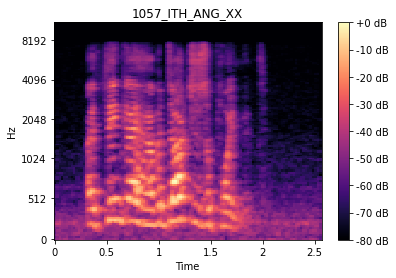 1057_ITH_ANG_XX
+0 dB
8192
-10 dB
4096
-20 dB
-30 dB
2048
Hz
-40 dB
1024
-50 dB
512
-60 dB
-70 dB
0
-80 dB
0 0.5 1 1.5 2 2.5
Time